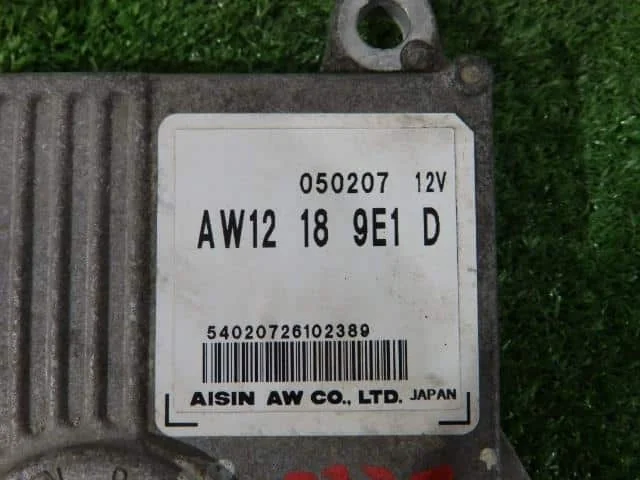 050207 12V
AW12 18 9E1 D
54020726102389
AISIN AW CO., LTD. JAPAN